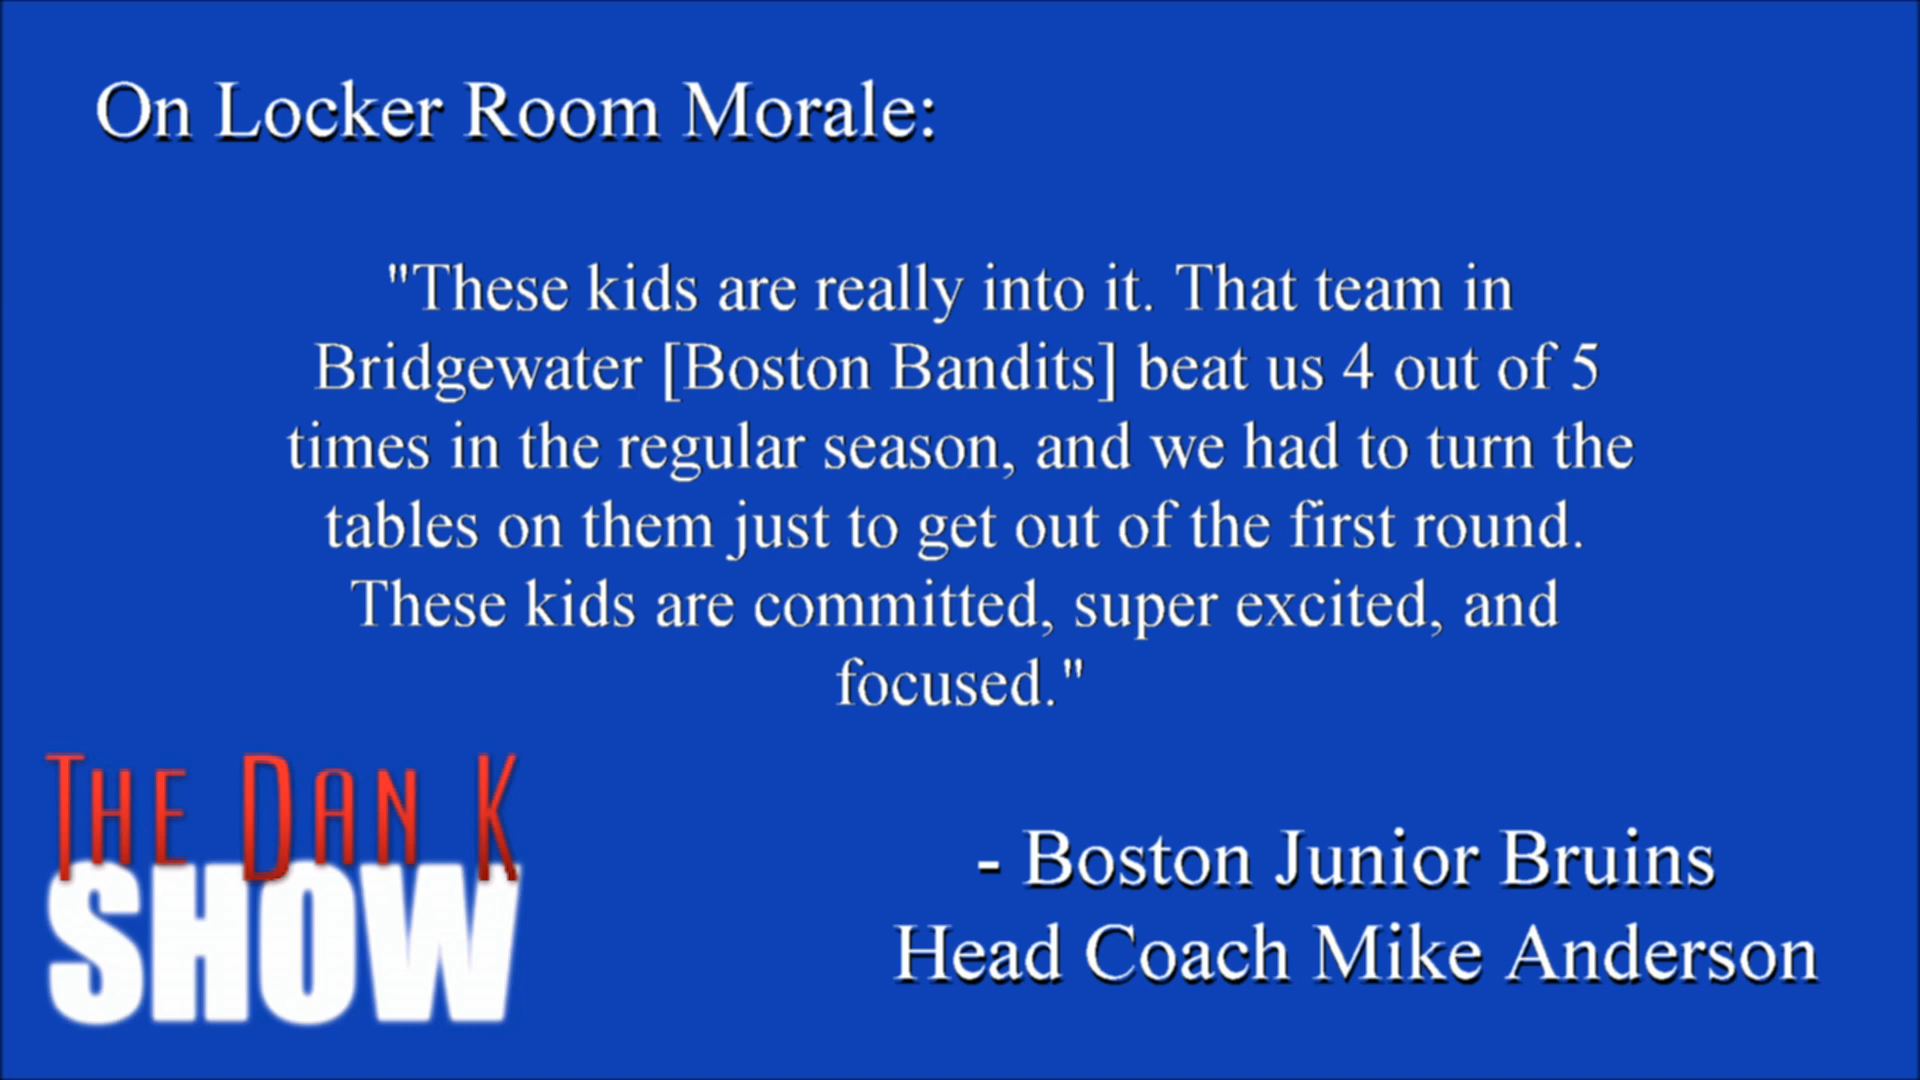 On Locker Room Morale:
"These kids are really into it. That team in
Bridgewater [Boston Bandits] beat us 4 out of 5
times in the regular season, and we had to turn the
tables on them just to get out of the first round.
These kids are committed, super excited, and
focused."
THE DAN K
SHOW
- Boston Junior Bruins
Head Coach Mike Anderson